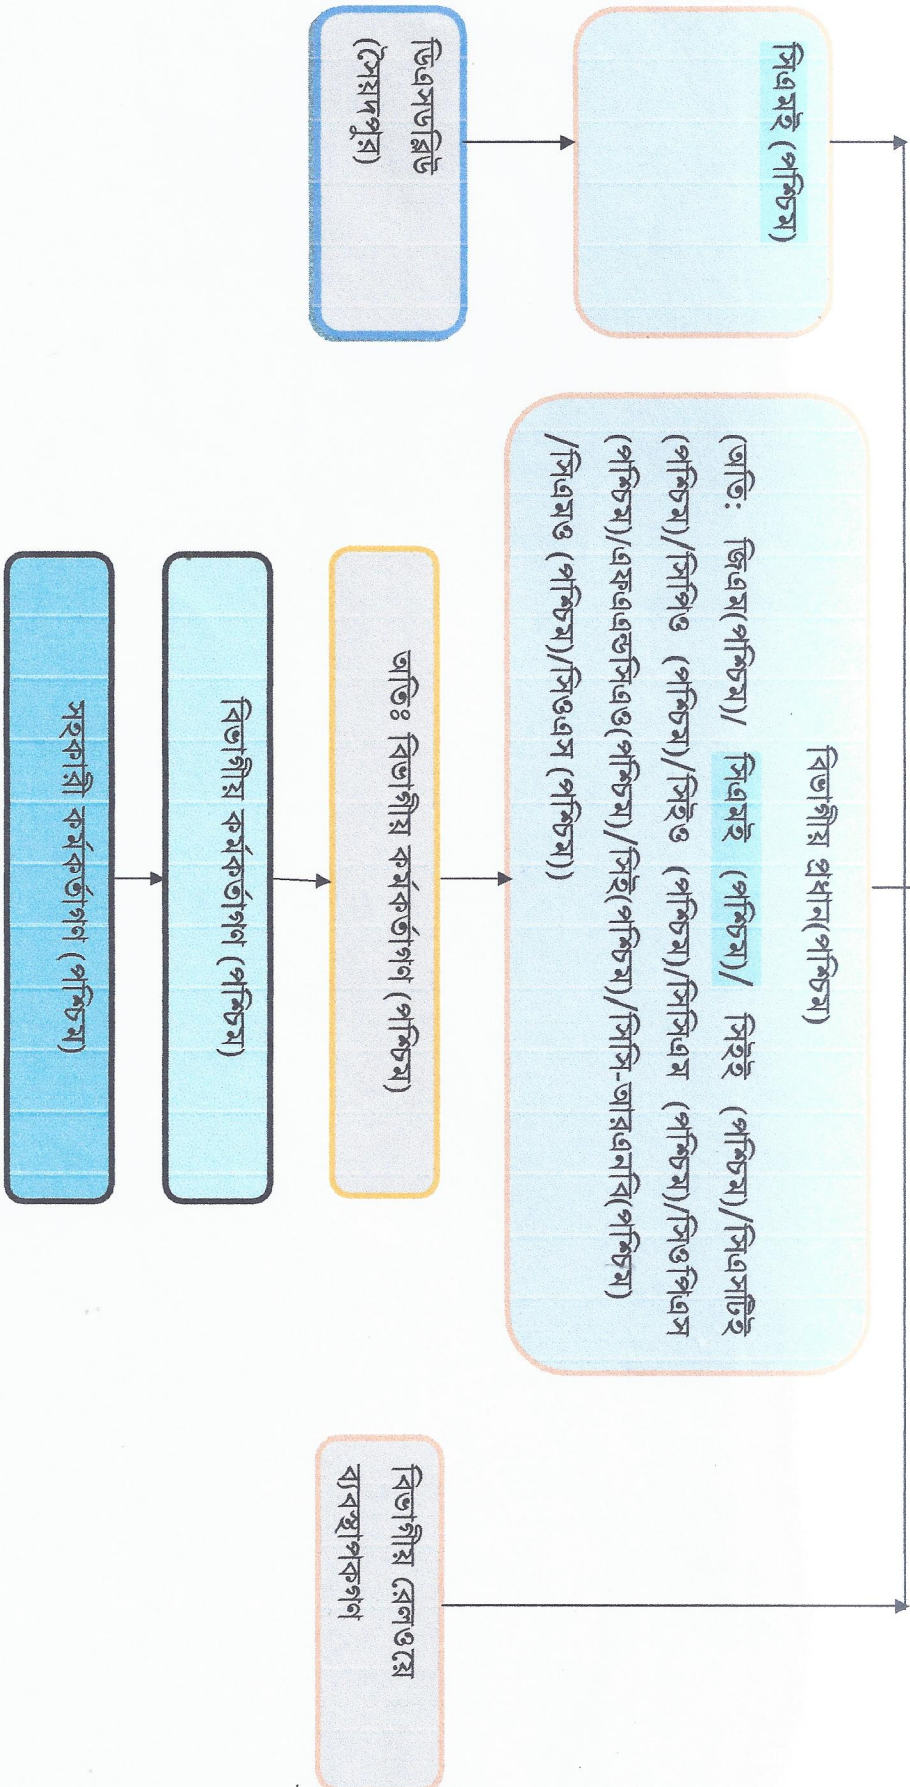 সিএমই (পশ্চিম)
ডিএসডব্লিউ
(সৈয়দপুর)
বিভাগীয় প্রধান(পশ্চিম)
(অতি: জিএম(পশ্চিম)/ সিএমই (পশ্চিম)/ সিইই (পশ্চিম)/সিএসটিই
(পশ্চিম)/সিপিও (পশ্চিম)/সিইও (পশ্চিম)/সিসিএম (পশ্চিম)/সিওপিএস
(পশ্চিম)/এফএএন্ডসিএও(পশ্চিম)/সিই(পশ্চিম)/সিসি-আরএনবি(পশ্চিম)
/সিএমও (পশ্চিম)/সিওএস (পশ্চিম))
অতিঃ বিভাগীয় কর্মকর্তাগণ (পশ্চিম)
বিভাগীয় কর্মকর্তাগণ (পশ্চিম)
সহকারী কর্মকর্তাগণ (পশ্চিম)
বিভাগীয় রেলওয়ে
ব্যবস্থাপকগণ